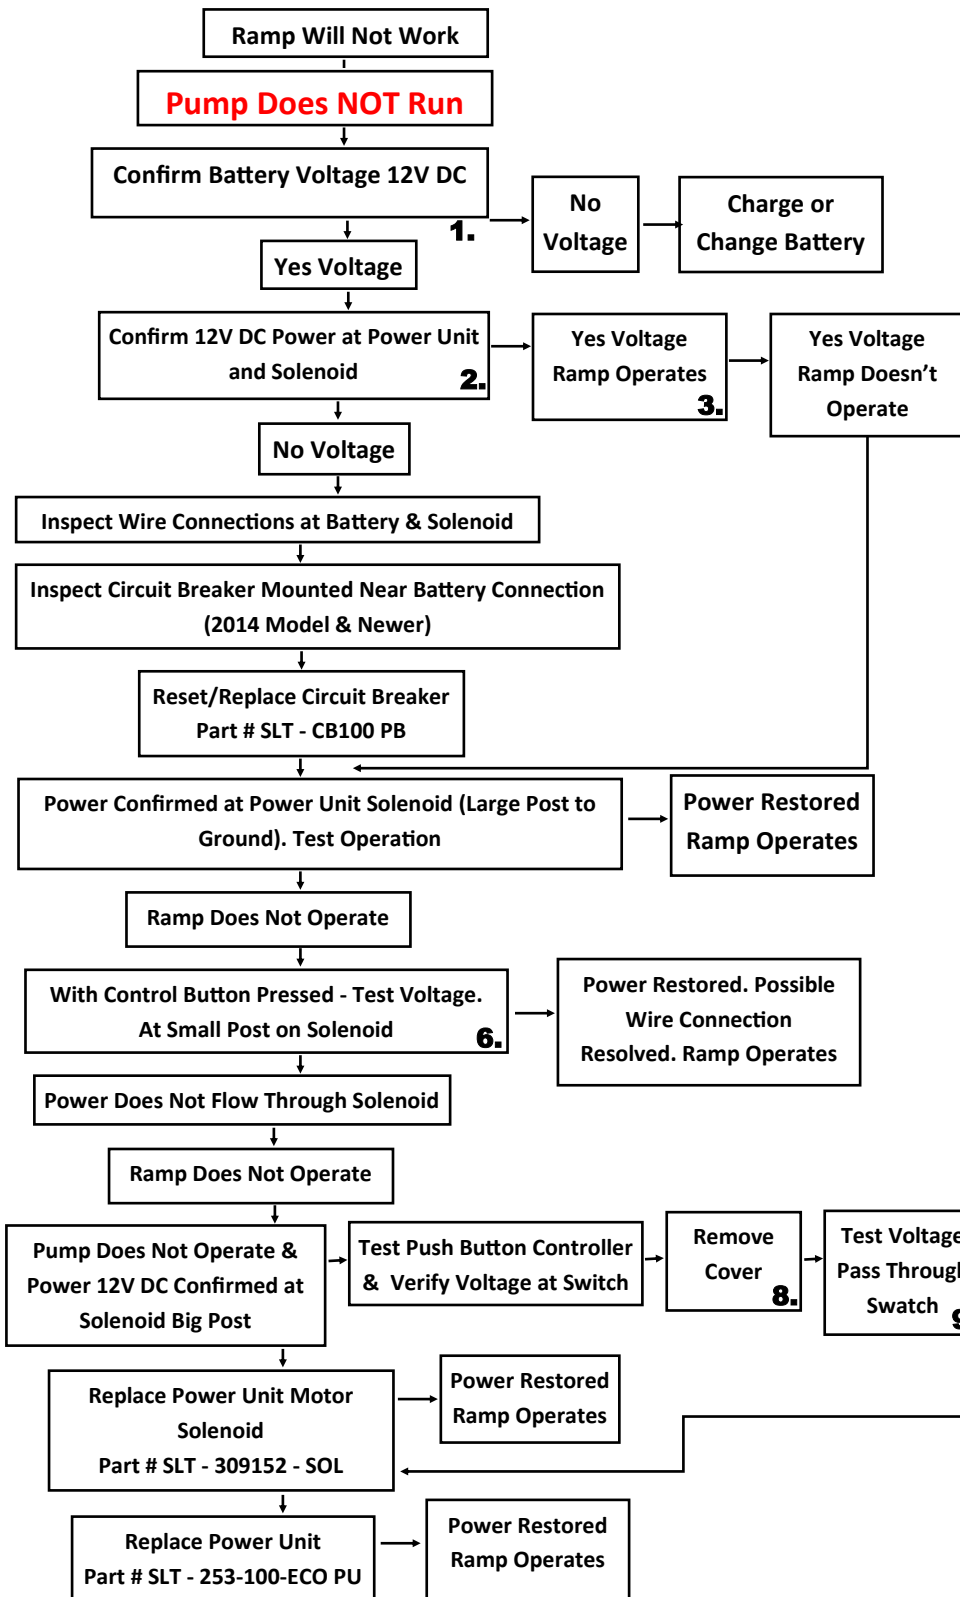 Ramp Will Not Work
Pump Does NOT Run
Confirm Battery Voltage 12V DC
1.
No
Voltage
Charge or
Change Battery
Yes Voltage
Confirm 12V DC Power at Power Unit
and Solenoid
2.
Yes Voltage
Ramp Operates
3.
Yes Voltage
Ramp Doesn’t
Operate
No Voltage
Inspect Wire Connections at Battery & Solenoid
Inspect Circuit Breaker Mounted Near Battery Connection
(2014 Model & Newer)
Reset/Replace Circuit Breaker
Part # SLT - CB100 PB
Power Confirmed at Power Unit Solenoid (Large Post to
Ground). Test Operation
Power Restored
Ramp Operates
Ramp Does Not Operate
With Control Button Pressed - Test Voltage.
At Small Post on Solenoid
6.
Power Restored. Possible
Wire Connection
Resolved. Ramp Operates
Power Does Not Flow Through Solenoid
Ramp Does Not Operate
Pump Does Not Operate &
Power 12V DC Confirmed at
Solenoid Big Post
Test Push Button Controller
& Verify Voltage at Switch
Remove
Cover
8.
Test Voltage
Pass Through
Swatch
9
Replace Power Unit Motor
Solenoid
Part # SLT - 309152 - SOL
Power Restored
Ramp Operates
Replace Power Unit
Part # SLT - 253-100-ECO PU
Power Restored
Ramp Operates